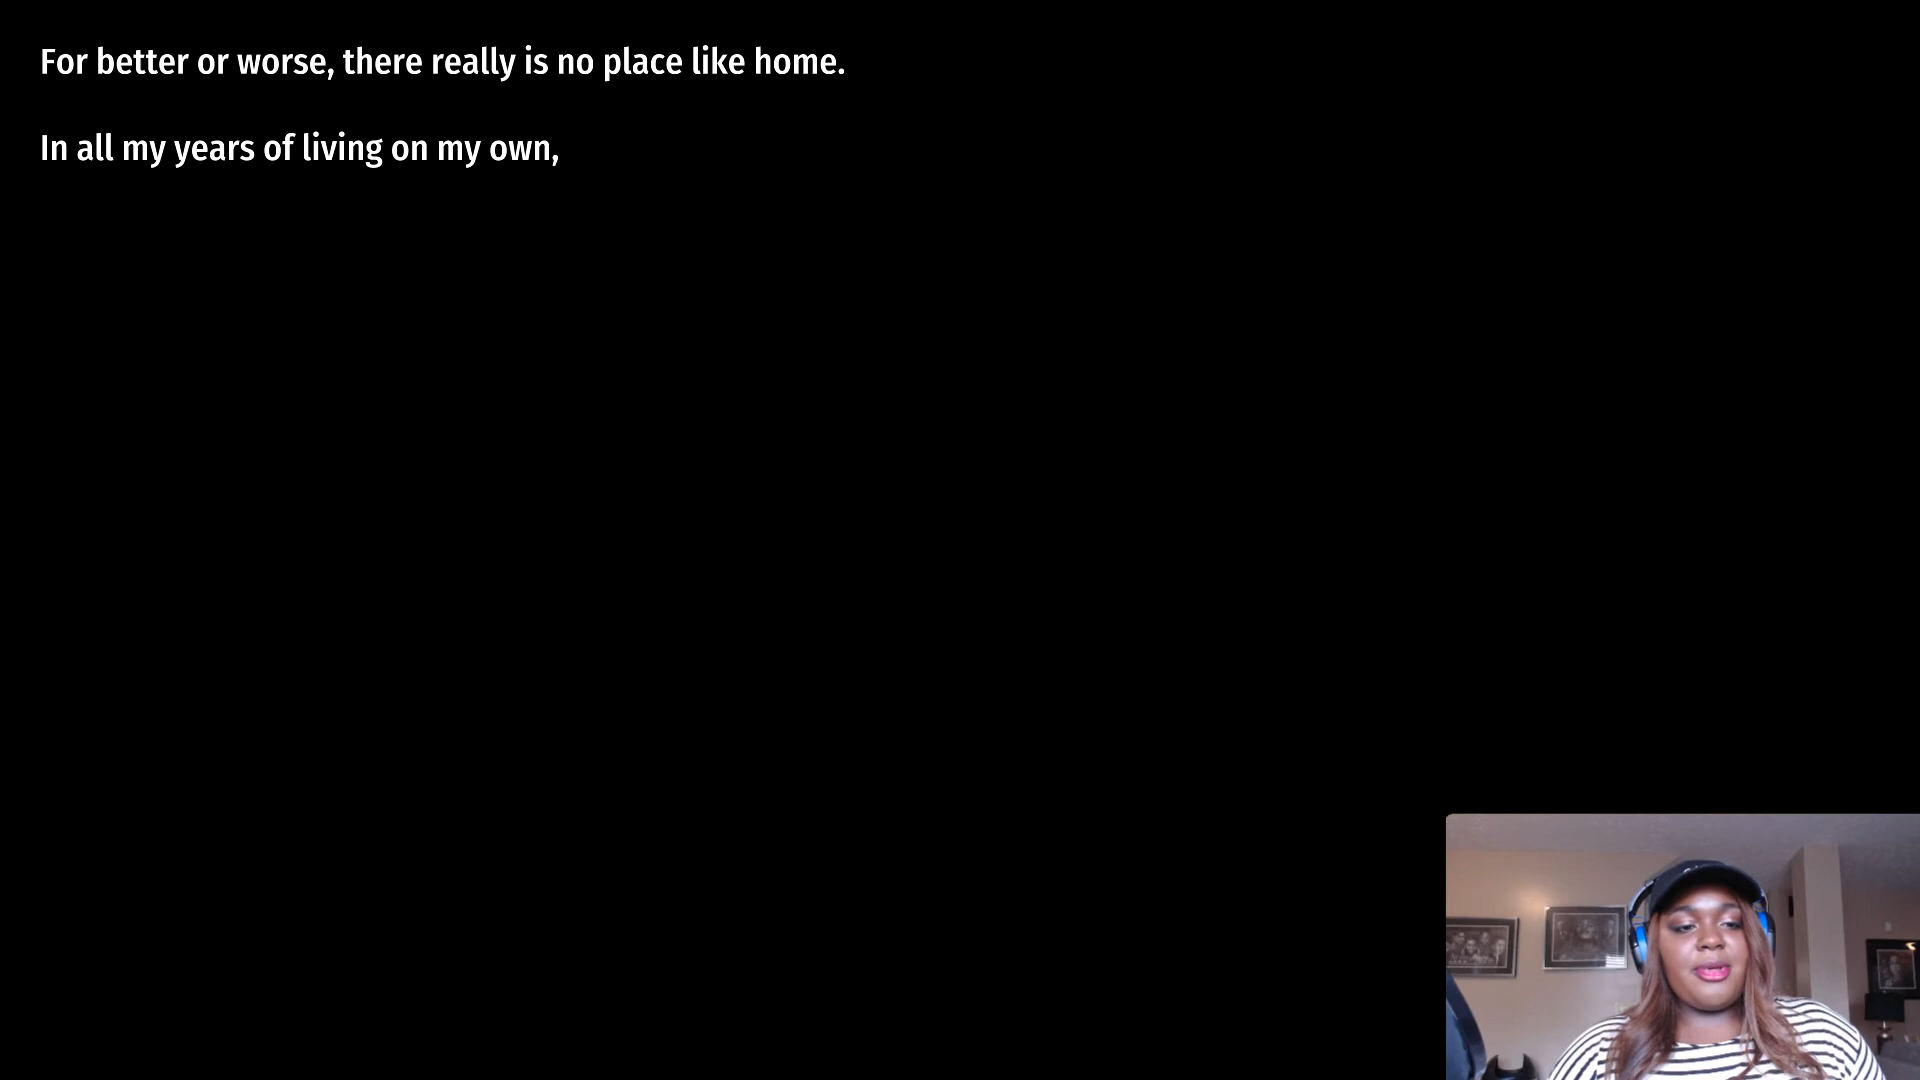 For better or worse, there really is no place like home.
In all my years of living on my own,